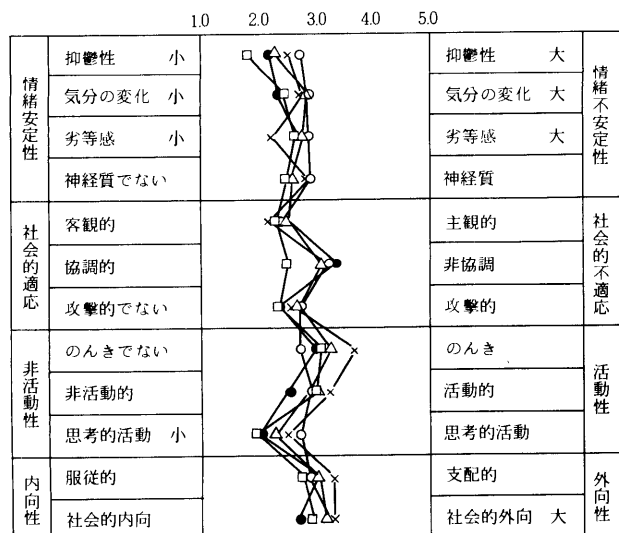 1.0 2.0 3.0 4.0 5.0
情緒安定性
抑鬱性 小 抑鬱性 大
気分の変化 小 気分の変化 大
劣等感 小 劣等感 大
神経質でない 神経質
情緒不安定性
社会的適応
客観的 主観的
協調的 非協調
攻撃的でない 攻撃的
社会的不適応
非活動性
のんきでない のんき
非活動的 活動的
思考的活動 小 思考的活動
活動性
内向性
服従的 支配的
社会的内向 社会的外向 大
外向性